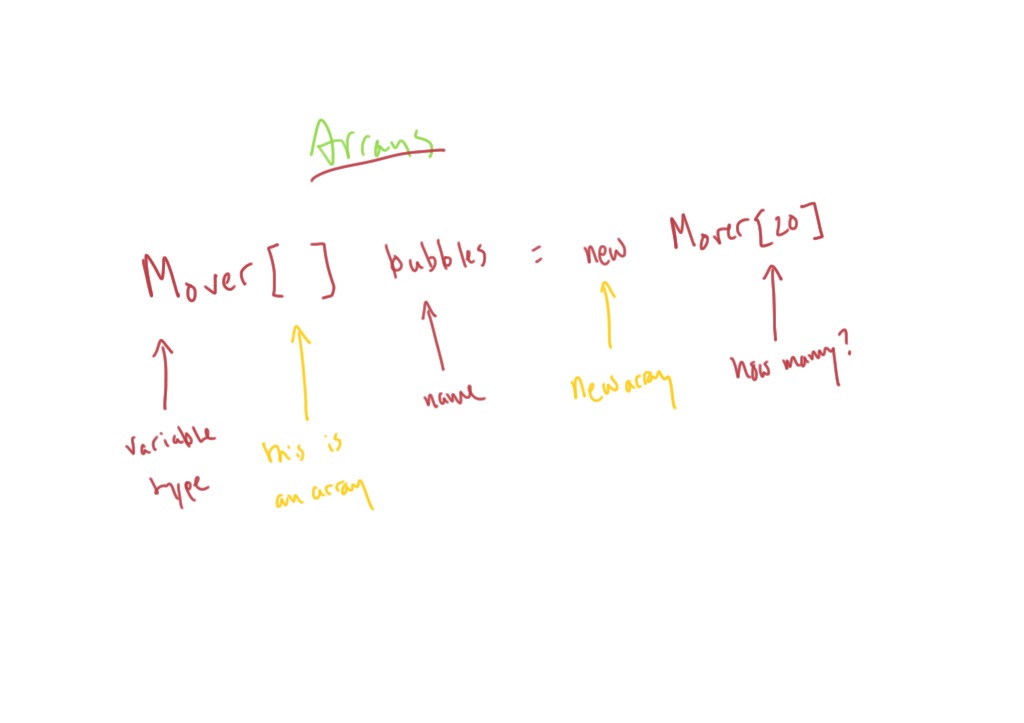 Arrays
Mover [ ] bubbles = new Mover[20]
variable
type
this is
an array
name
new array
how many?